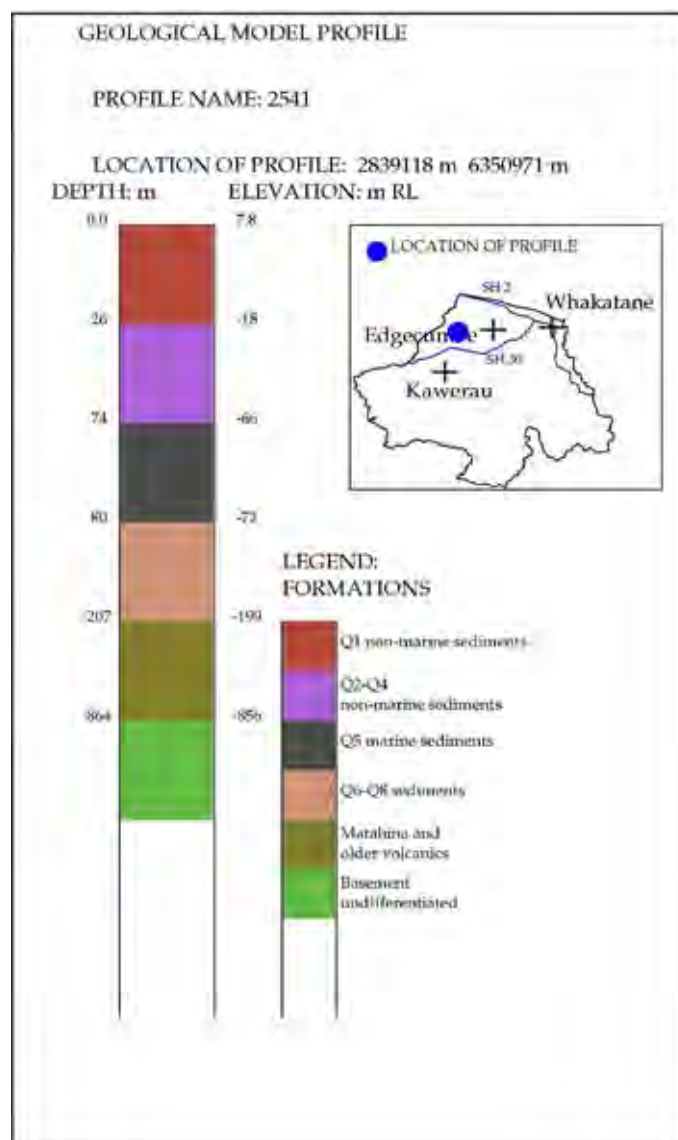 GEOLOGICAL MODEL PROFILE
PROFILE NAME: 2541
LOCATION OF PROFILE: 2839118 m 6350971 m
DEPTH: m ELEVATION: m RL
0.0 7.8
LOCATION OF PROFILE
SH 2
Whakatane
26 -18
Edgecumbe
SH 30
Kawerau
74 -66
80 -72
LEGEND:
FORMATIONS
207 -199
Q1 non-marine sediments
Q2-Q4
non-marine sediments
864 -856
Q5 marine sediments
Q6-Q8 sediments
Matahina and
older volcanics
Basement
undifferentiated